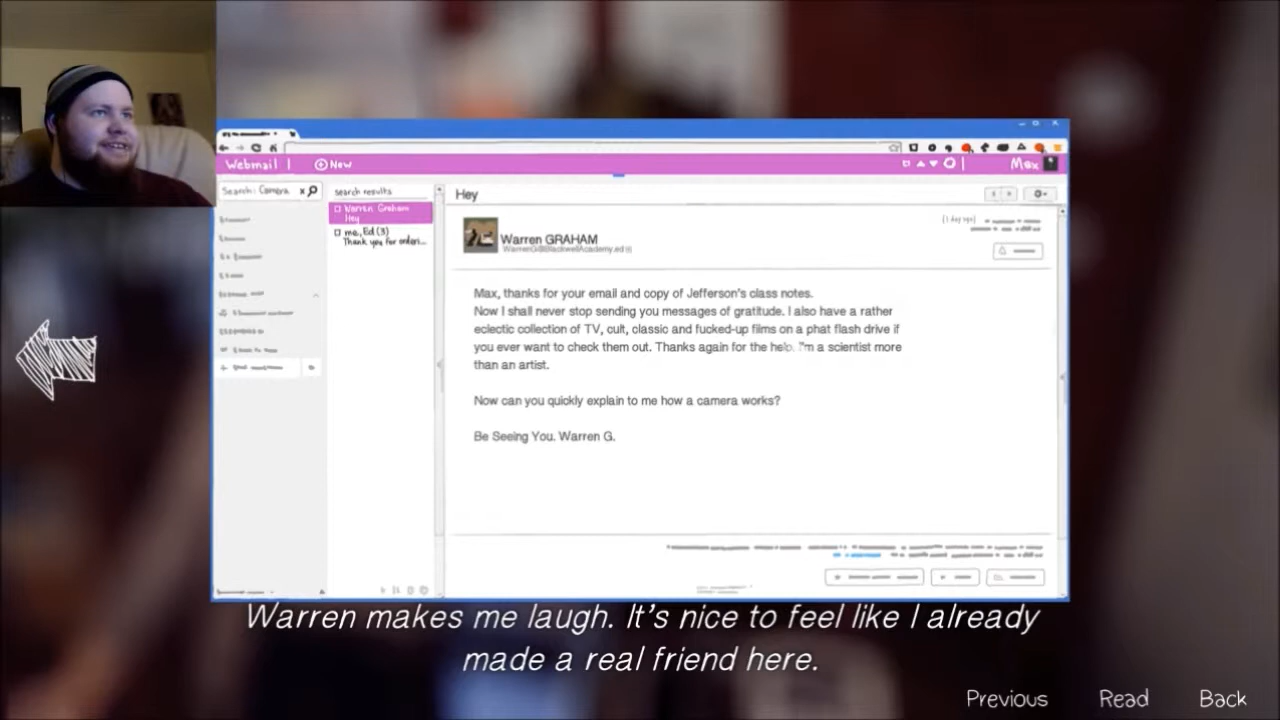 Webmail |
New
Max
Search: Camera x
search results
Hey
Warren Graham
Hey
me, Ed (3)
Thank you for orderi...
(1 day ago)
Warren GRAHAM
Max, thanks for your email and copy of Jefferson's class notes.
Now I shall never stop sending you messages of gratitude. I also have a rather
eclectic collection of TV, cult, classic and fucked-up films on a phat flash drive if
you ever want to check them out. Thanks again for the help. I'm a scientist more
than an artist.
Now can you quickly explain to me how a camera works?
Be Seeing You. Warren G.
Warren makes me laugh. It's nice to feel like I already
made a real friend here.
Previous
Read
Back